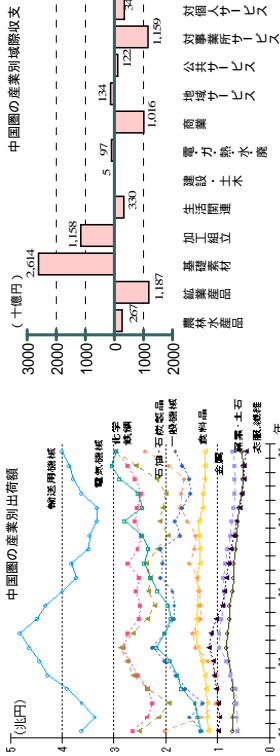 中国圏の産業別出荷額
(兆円)
5
4
3
2
1
0
輸送用機械
電気機械
化学
鉄鋼
石油・石炭製品
一般機械
食料品
金属
窯業・土石
衣服,繊維
年
中国圏の産業別域際収支
(十億円)
3000
2000
1000
0
1000
2000
267
1,187
2,614
1,158
330
5
97
1,016
134
122
1,159
34
農林水産品
鉱業産品
基礎素材
加工組立
生活関連
建設・土木
電・ガ・熱・水・廃
商業
地域サービス
公共サービス
対事業所サービス
対個人サービス